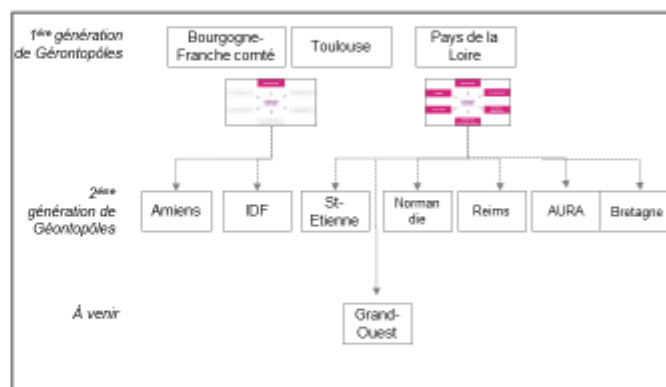 1ère génération
de Gérontopôles
Bourgogne-
Franche comté
Toulouse
Pays de la
Loire
2ème
génération de
Géontopôles
Amiens
IDF
St-
Etienne
Norman
die
Reims
AURA
Bretagne
À venir
Grand-
Ouest